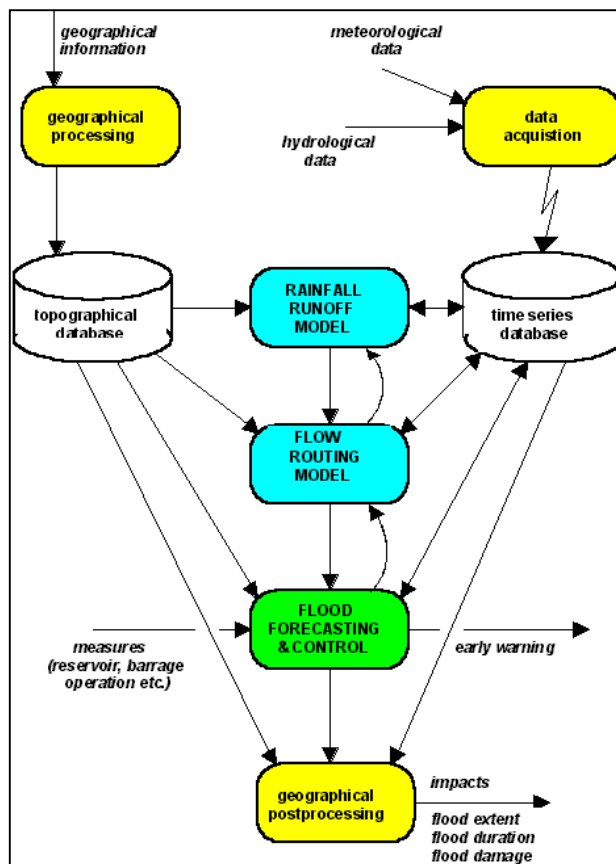 geographical
information
meteorological
data
geographical
processing
data
acquistion
hydrological
data
topographical
database
RAINFALL
RUNOFF
MODEL
time series
database
FLOW
ROUTING
MODEL
FLOOD
FORECASTING
& CONTROL
measures
(reservoir, barrage
operation etc.)
early warning
geographical
postprocessing
impacts
flood extent
flood duration
flood damage